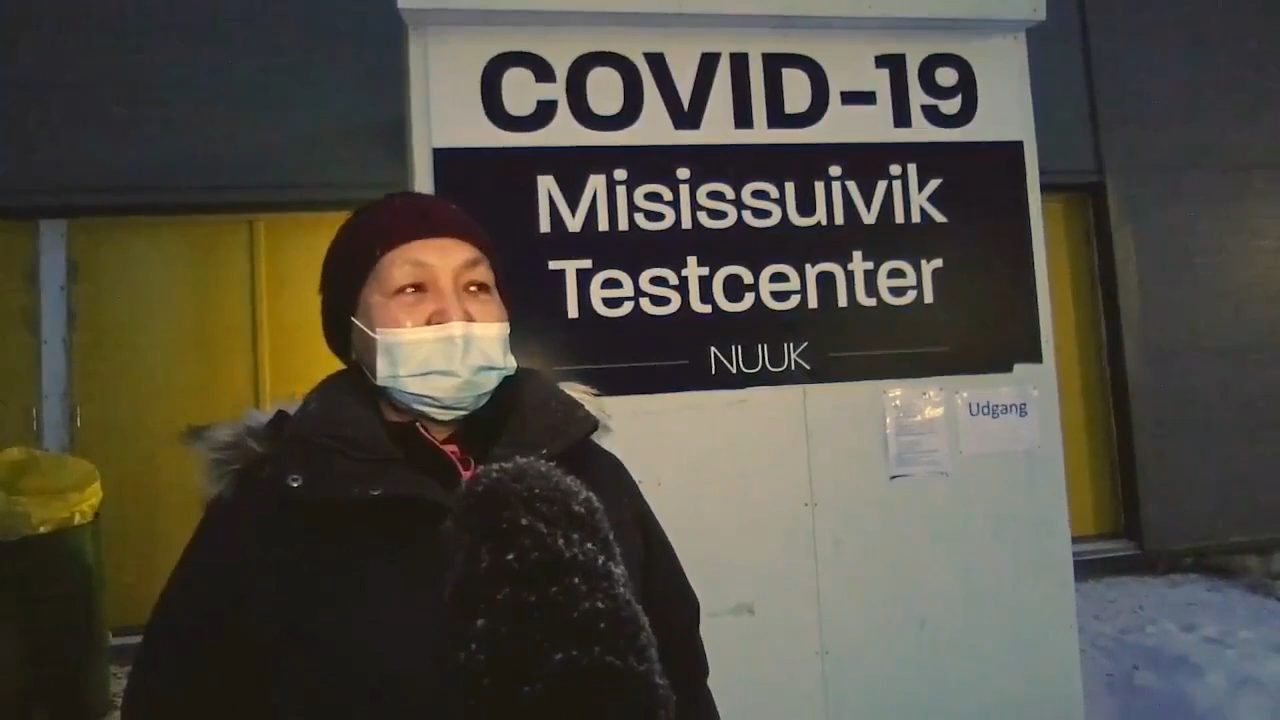 COVID-19
Misissuivik
Testcenter
NUUK
Udgang